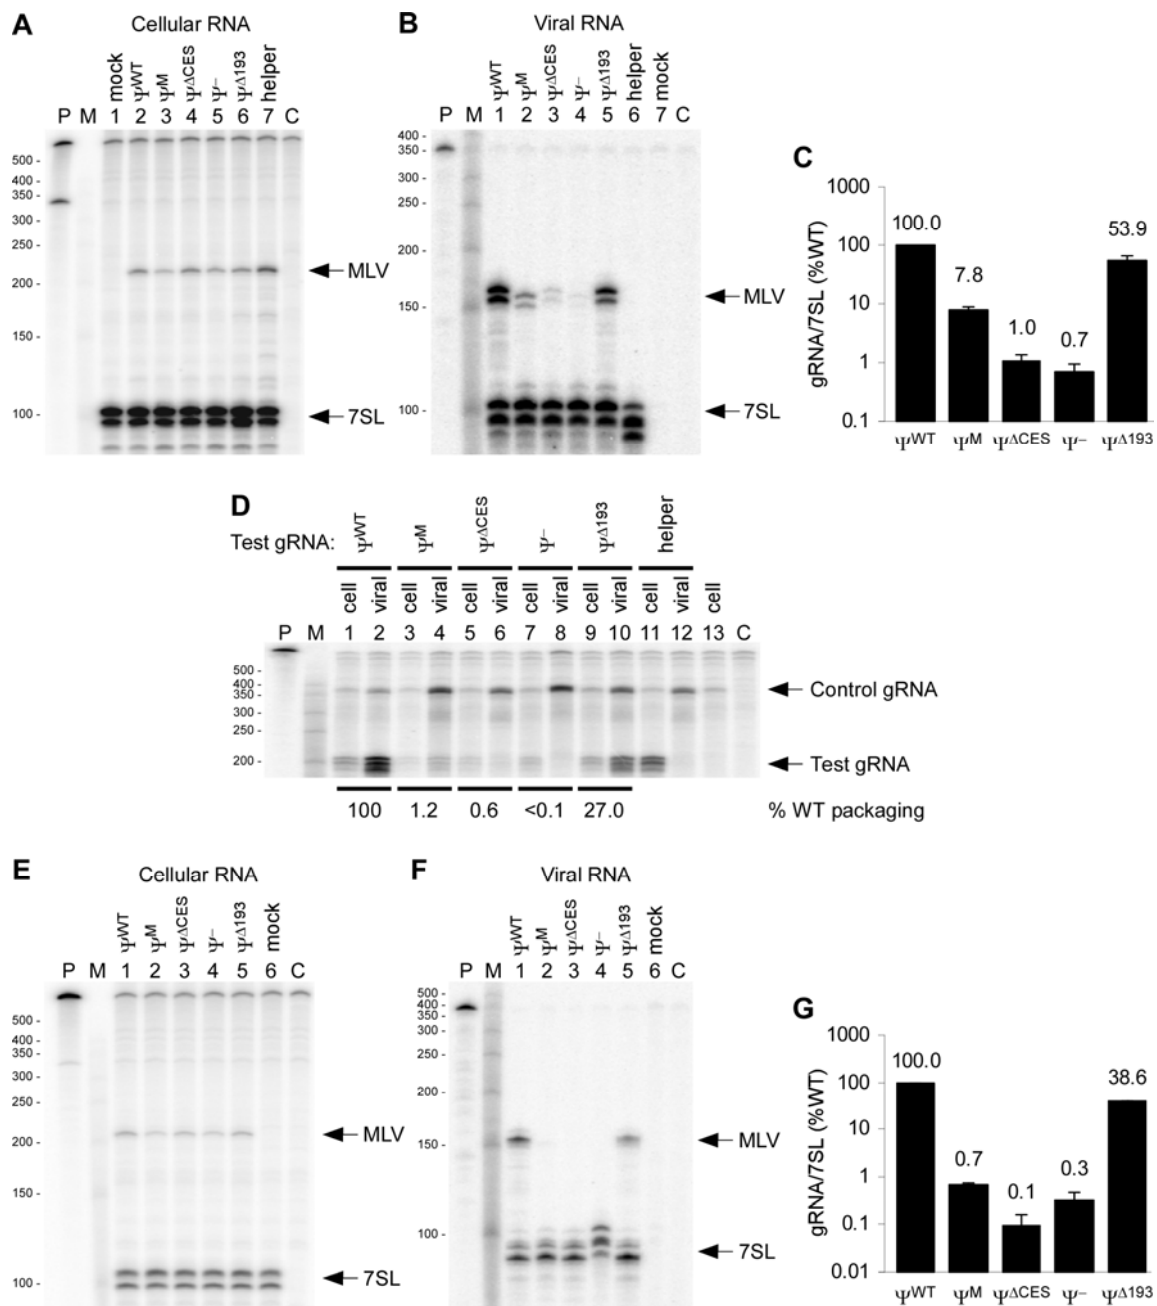 A
Cellular RNA
mock ΨWT ΨM ΨΔCES Ψ– ΨΔ193 helper
P M 1 2 3 4 5 6 7 C
500 -
400 -
350 -
300 -
250 -
200 -
150 -
100 -
MLV
7SL
B
Viral RNA
ΨWT ΨM ΨΔCES Ψ– ΨΔ193 helper mock
P M 1 2 3 4 5 6 7 C
400 -
350 -
300 -
250 -
200 -
150 -
100 -
MLV
7SL
C
gRNA/7SL (%WT)
1000
100
10
1
0.1
100.0
7.8
1.0
0.7
53.9
ΨWT ΨM ΨΔCES Ψ– ΨΔ193
D
Test gRNA: ΨWT ΨM ΨΔCES Ψ– ΨΔ193 helper
cell viral cell viral cell viral cell viral cell viral cell viral cell
P M 1 2 3 4 5 6 7 8 9 10 11 12 13 C
500 -
400 -
350 -
300 -
250 -
200 -
Control gRNA
Test gRNA
100 1.2 0.6 <0.1 27.0 % WT packaging
E
Cellular RNA
ΨWT ΨM ΨΔCES Ψ– ΨΔ193 mock
P M 1 2 3 4 5 6 C
500 -
400 -
350 -
300 -
250 -
200 -
150 -
100 -
MLV
7SL
F
Viral RNA
ΨWT ΨM ΨΔCES Ψ– ΨΔ193 mock
P M 1 2 3 4 5 6 C
500 -
400 -
350 -
300 -
250 -
200 -
150 -
100 -
MLV
7SL
G
gRNA/7SL (%WT)
1000
100
10
1
0.1
0.01
100.0
0.7
0.1
0.3
38.6
ΨWT ΨM ΨΔCES Ψ– ΨΔ193